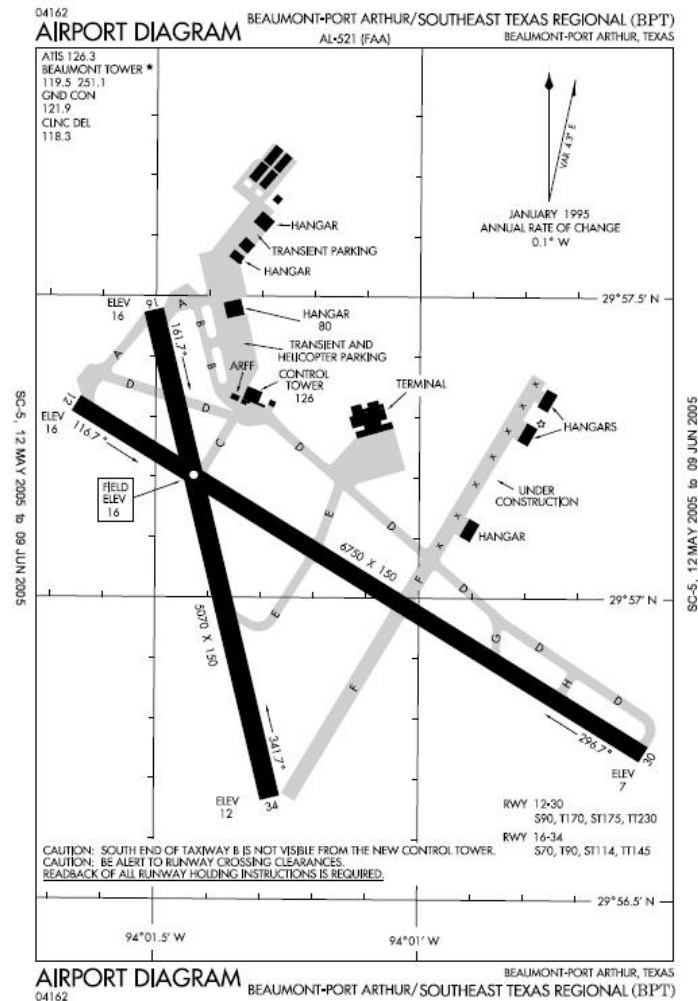 04162
AIRPORT DIAGRAM
BEAUMONT-PORT ARTHUR/SOUTHEAST TEXAS REGIONAL (BPT)
AL-521 (FAA)
BEAUMONT-PORT ARTHUR, TEXAS
ATIS 126.3
BEAUMONT TOWER *
119.5 251.1
GND CON
121.9
CLNC DEL
118.3
VAR 4.3° E
JANUARY 1995
ANNUAL RATE OF CHANGE
0.1° W
HANGAR
TRANSIENT PARKING
HANGAR
29°57.5' N
ELEV
16
16
A
B
B
B
161.7°
HANGAR
80
TRANSIENT AND
HELICOPTER PARKING
CONTROL
TOWER
126
ARFF
TERMINAL
A
D
D
D
12
ELEV
16
116.7°
C
HANGARS
x
x
x
x
x
x
x
UNDER
CONSTRUCTION
FIELD
ELEV
16
HANGAR
E
D
6750 X 150
F
D
29°57' N
5070 X 150
E
G
D
H
D
F
341.7°
296.7°
30
ELEV
7
ELEV
12
34
RWY 12-30
S90, T170, ST175, TT230
RWY 16-34
S70, T90, ST114, TT145
CAUTION: SOUTH END OF TAXIWAY B IS NOT VISIBLE FROM THE NEW CONTROL TOWER.
CAUTION: BE ALERT TO RUNWAY CROSSING CLEARANCES.
READBACK OF ALL RUNWAY HOLDING INSTRUCTIONS IS REQUIRED.
29°56.5' N
94°01.5' W
94°01' W
SC-5, 12 MAY 2005 to 09 JUN 2005
SC-5, 12 MAY 2005 to 09 JUN 2005
AIRPORT DIAGRAM
04162
BEAUMONT-PORT ARTHUR, TEXAS
BEAUMONT-PORT ARTHUR/SOUTHEAST TEXAS REGIONAL (BPT)